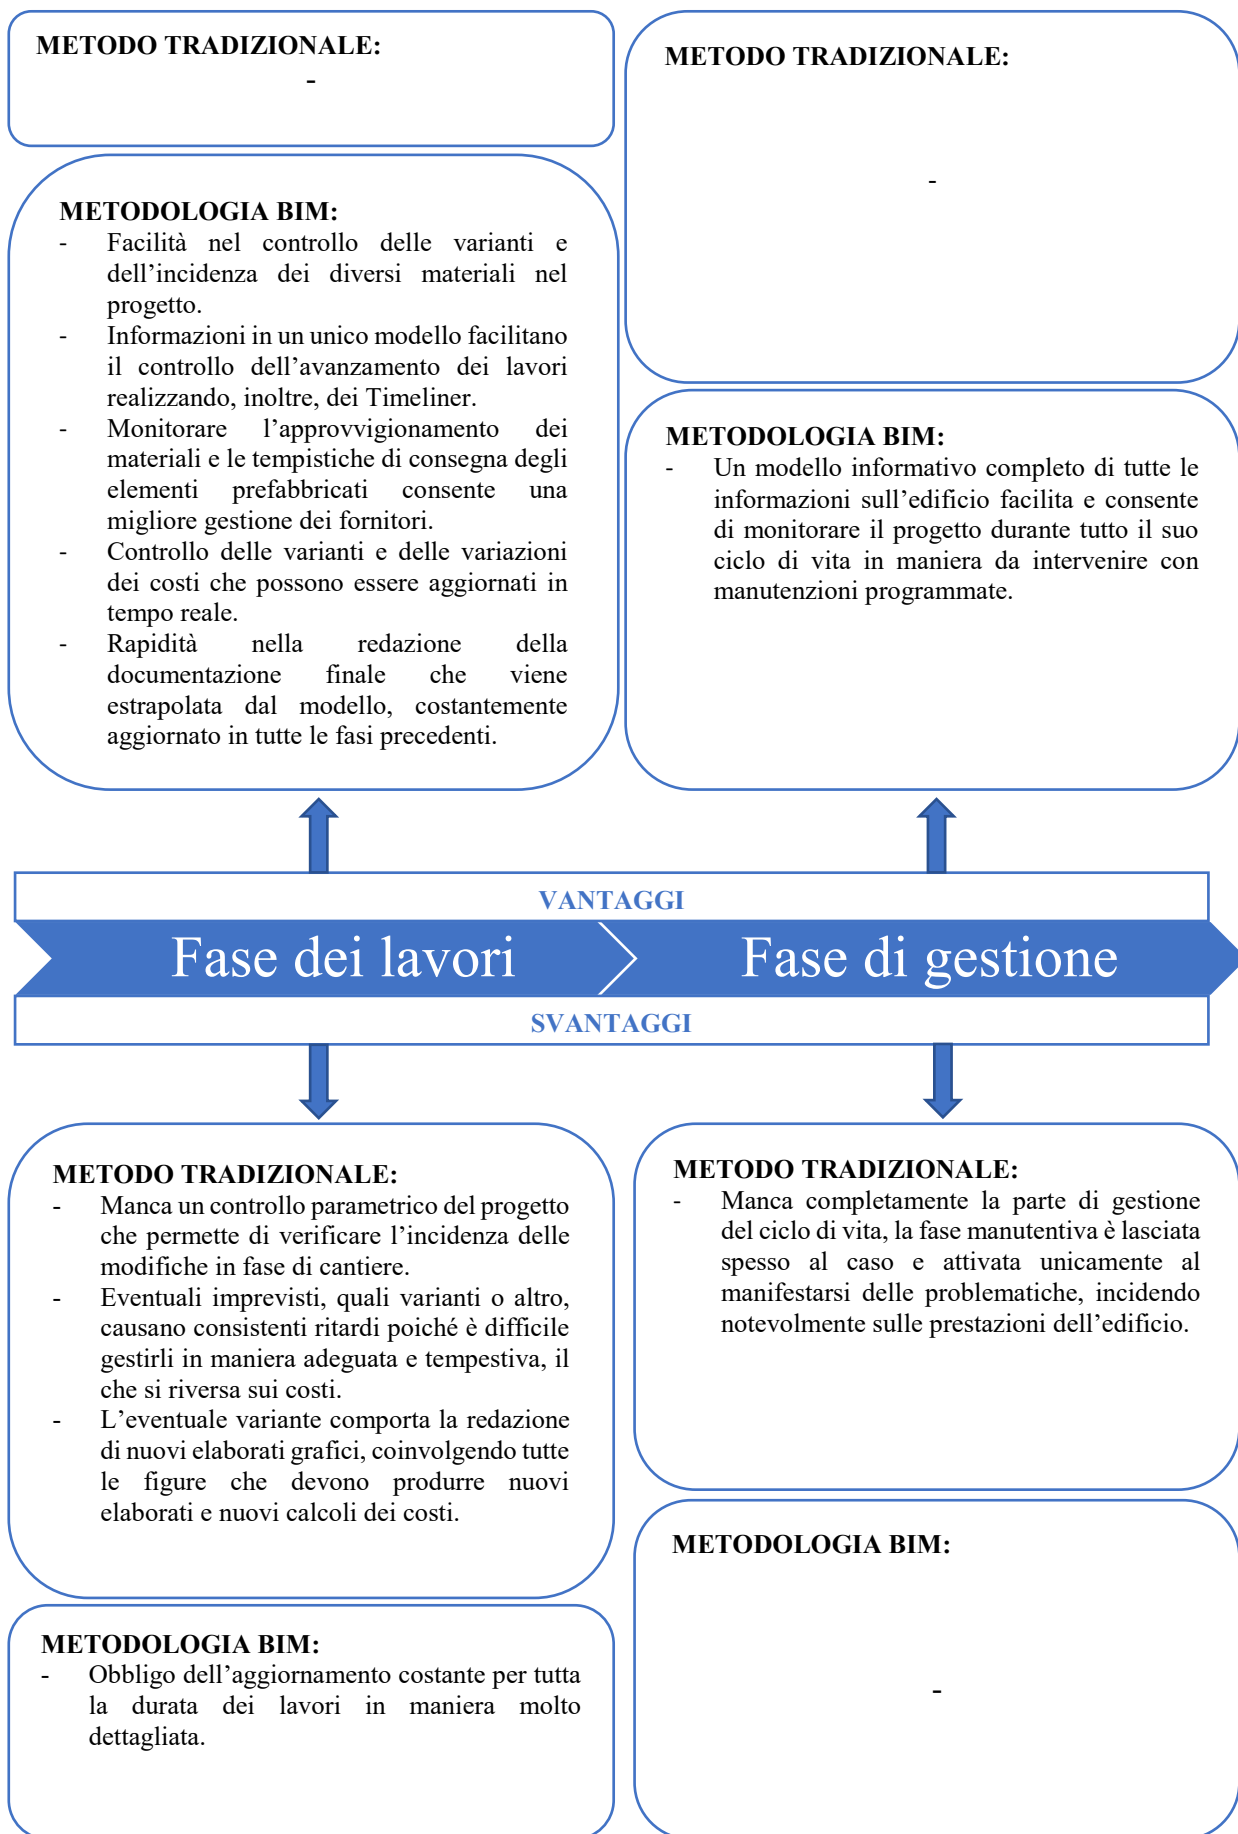 METODO TRADIZIONALE:
-
METODOLOGIA BIM:
- Facilità nel controllo delle varianti e
dell’incidenza dei diversi materiali nel
progetto.
- Informazioni in un unico modello facilitano
il controllo dell’avanzamento dei lavori
realizzando, inoltre, dei Timeliner.
- Monitorare l’approvvigionamento dei
materiali e le tempistiche di consegna degli
elementi prefabbricati consente una
migliore gestione dei fornitori.
- Controllo delle varianti e delle variazioni
dei costi che possono essere aggiornati in
tempo reale.
- Rapidità nella redazione della
documentazione finale che viene
estrapolata dal modello, costantemente
aggiornato in tutte le fasi precedenti.
METODO TRADIZIONALE:
-
METODOLOGIA BIM:
- Un modello informativo completo di tutte le
informazioni sull’edificio facilita e consente
di monitorare il progetto durante tutto il suo
ciclo di vita in maniera da intervenire con
manutenzioni programmate.
VANTAGGI
Fase dei lavori
Fase di gestione
SVANTAGGI
METODO TRADIZIONALE:
- Manca un controllo parametrico del progetto
che permette di verificare l’incidenza delle
modifiche in fase di cantiere.
- Eventuali imprevisti, quali varianti o altro,
causano consistenti ritardi poiché è difficile
gestirli in maniera adeguata e tempestiva, il
che si riversa sui costi.
- L’eventuale variante comporta la redazione
di nuovi elaborati grafici, coinvolgendo tutte
le figure che devono produrre nuovi
elaborati e nuovi calcoli dei costi.
METODOLOGIA BIM:
- Obbligo dell’aggiornamento costante per tutta
la durata dei lavori in maniera molto
dettagliata.
METODO TRADIZIONALE:
- Manca completamente la parte di gestione
del ciclo di vita, la fase manutentiva è lasciata
spesso al caso e attivata unicamente al
manifestarsi delle problematiche, incidendo
notevolmente sulle prestazioni dell’edificio.
METODOLOGIA BIM:
-